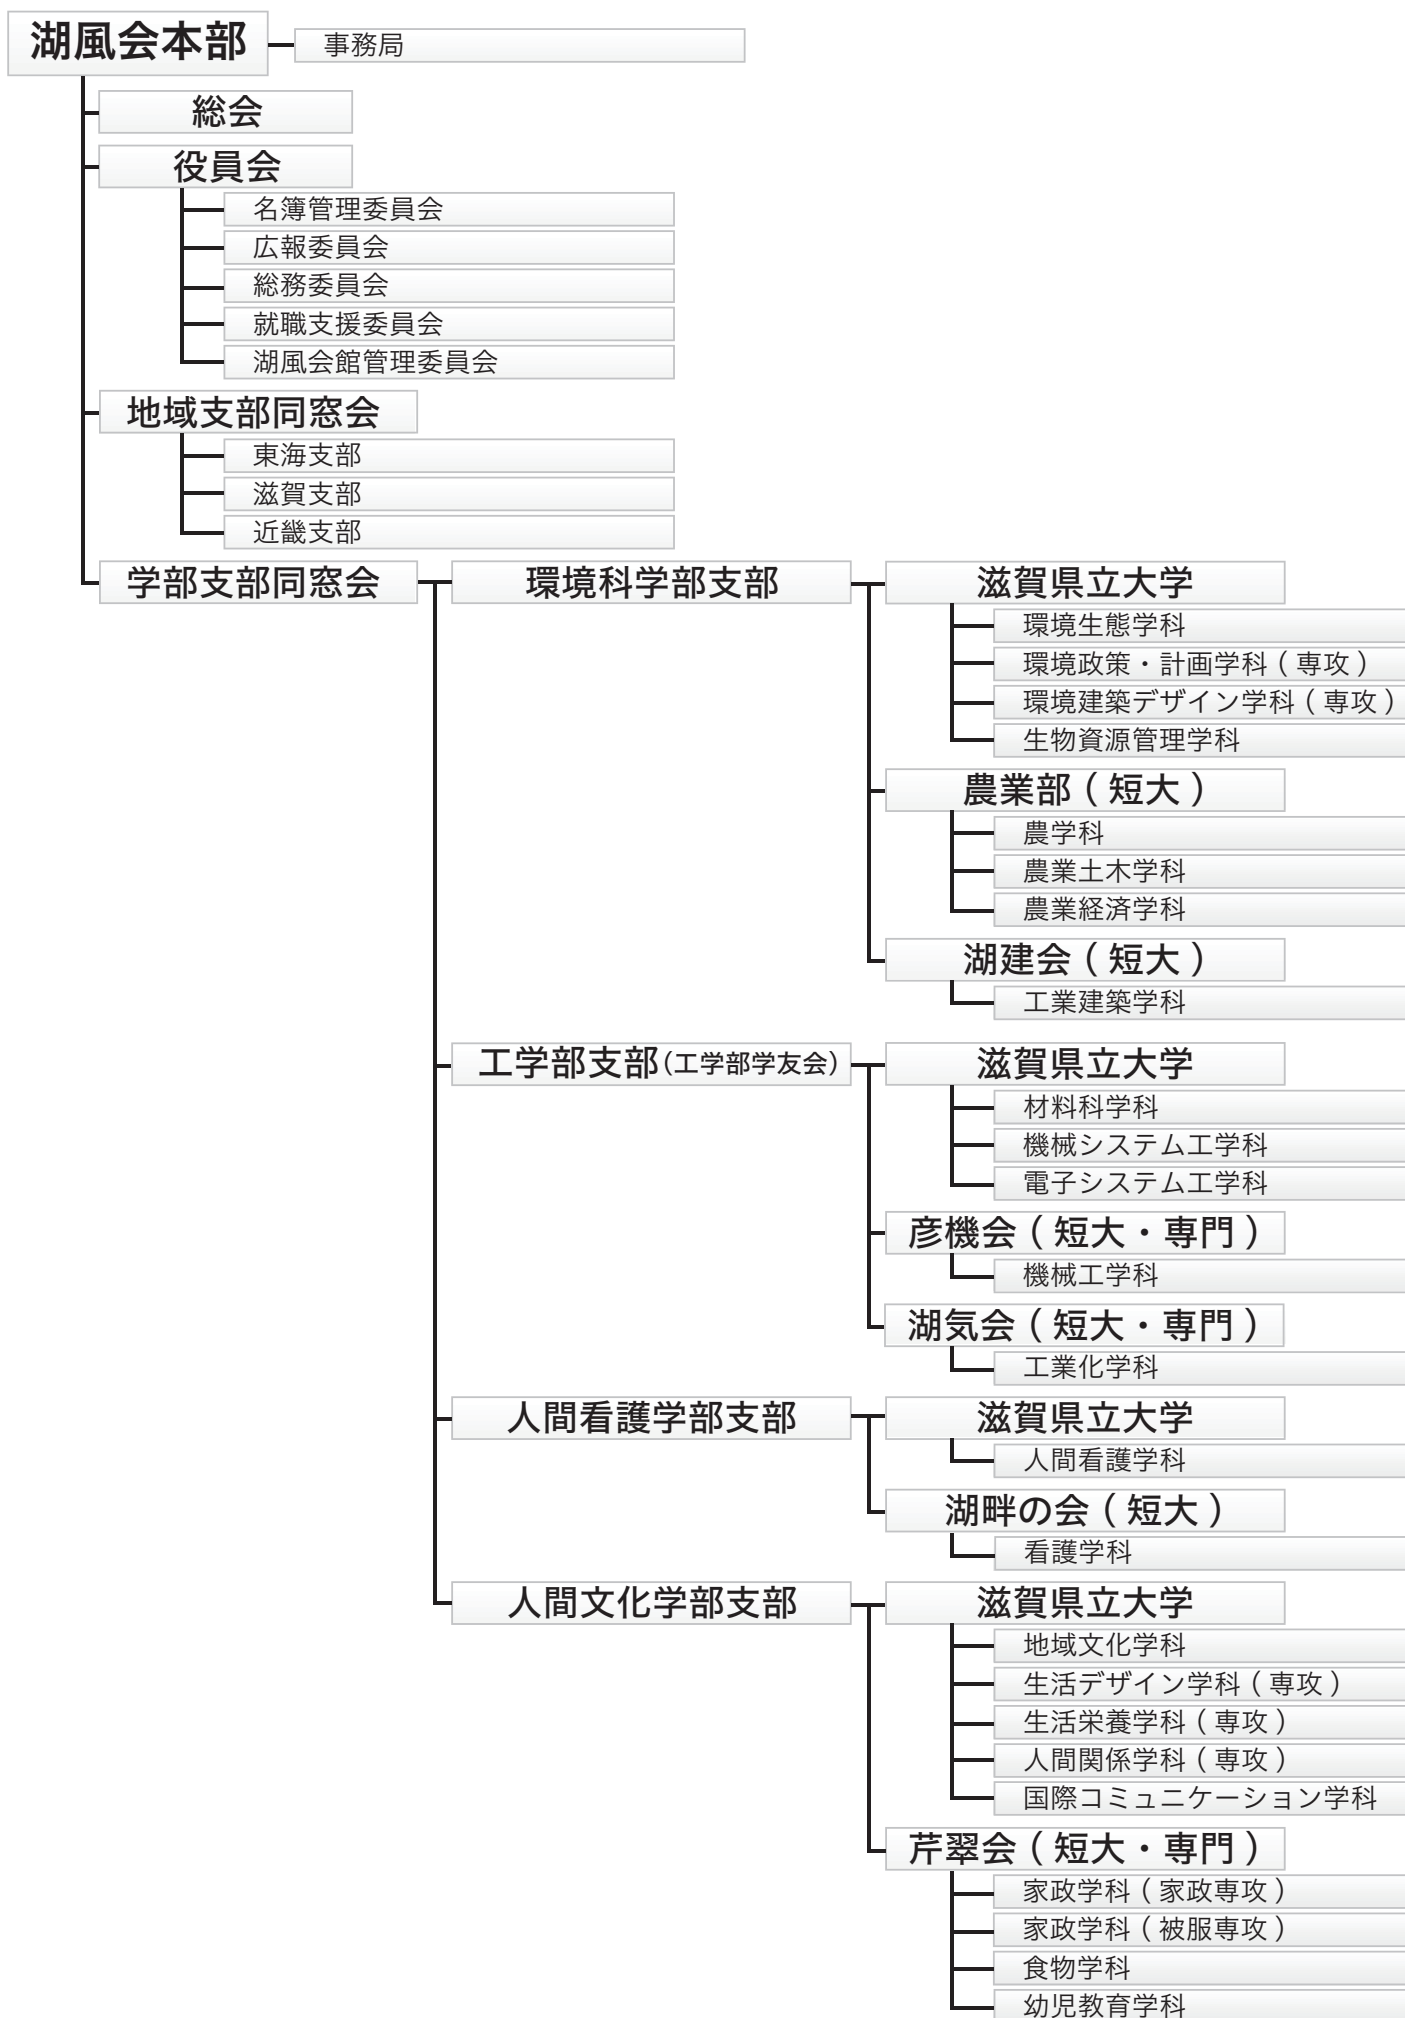 湖風会本部
事務局
総会
役員会
名簿管理委員会
広報委員会
総務委員会
就職支援委員会
湖風会館管理委員会
地域支部同窓会
東海支部
滋賀支部
近畿支部
学部支部同窓会
環境科学部支部
滋賀県立大学
環境生態学科
環境政策・計画学科（専攻）
環境建築デザイン学科（専攻）
生物資源管理学科
農業部（短大）
農学科
農業土木学科
農業経済学科
湖建会（短大）
工業建築学科
工学部支部（工学部学友会）
滋賀県立大学
材料科学科
機械システム工学科
電子システム工学科
彦機会（短大・専門）
機械工学科
湖気会（短大・専門）
工業化学科
人間看護学部支部
滋賀県立大学
人間看護学科
湖畔の会（短大）
看護学科
人間文化学部支部
滋賀県立大学
地域文化学科
生活デザイン学科（専攻）
生活栄養学科（専攻）
人間関係学科（専攻）
国際コミュニケーション学科
芹翠会（短大・専門）
家政学科（家政専攻）
家政学科（被服専攻）
食物学科
幼児教育学科